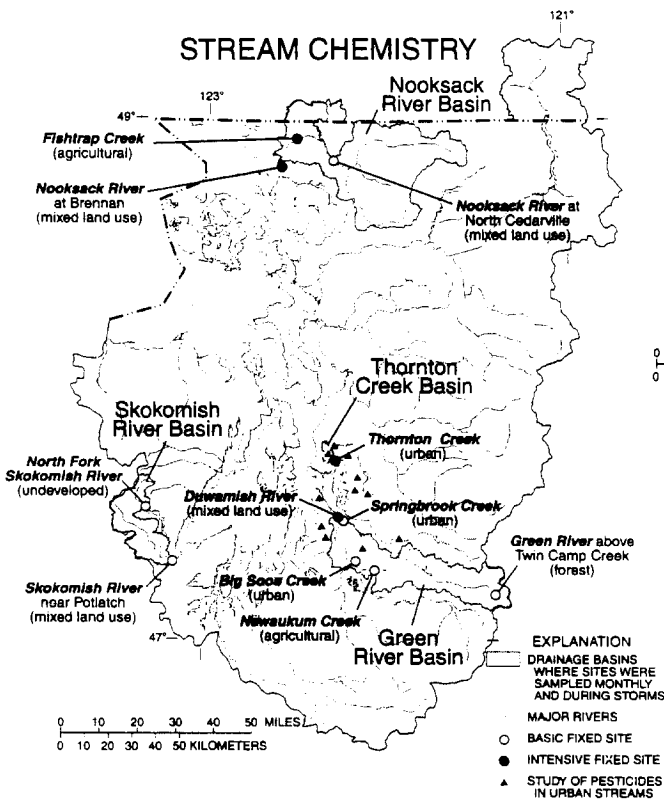 STREAM CHEMISTRY
121°
123°
49°
Nooksack
River Basin
Fishtrap Creek
(agricultural)
Nooksack River
at Brennan
(mixed land use)
Nooksack River at
North Cedarville
(mixed land use)
Thornton
Creek Basin
Skokomish
River Basin
Thornton Creek
(urban)
North Fork
Skokomish River
(undeveloped)
Duwamish River
(mixed land use)
Springbrook Creek
(urban)
Green River above
Twin Camp Creek
(forest)
Skokomish River
near Potlatch
(mixed land use)
Big Soos Creek
(urban)
Newaukum Creek
(agricultural)
Green
River Basin
47°
EXPLANATION
DRAINAGE BASINS
WHERE SITES WERE
SAMPLED MONTHLY
AND DURING STORMS
MAJOR RIVERS
BASIC FIXED SITE
INTENSIVE FIXED SITE
STUDY OF PESTICIDES
IN URBAN STREAMS
0 10 20 30 40 50 MILES
0 10 20 30 40 50 KILOMETERS
0
0